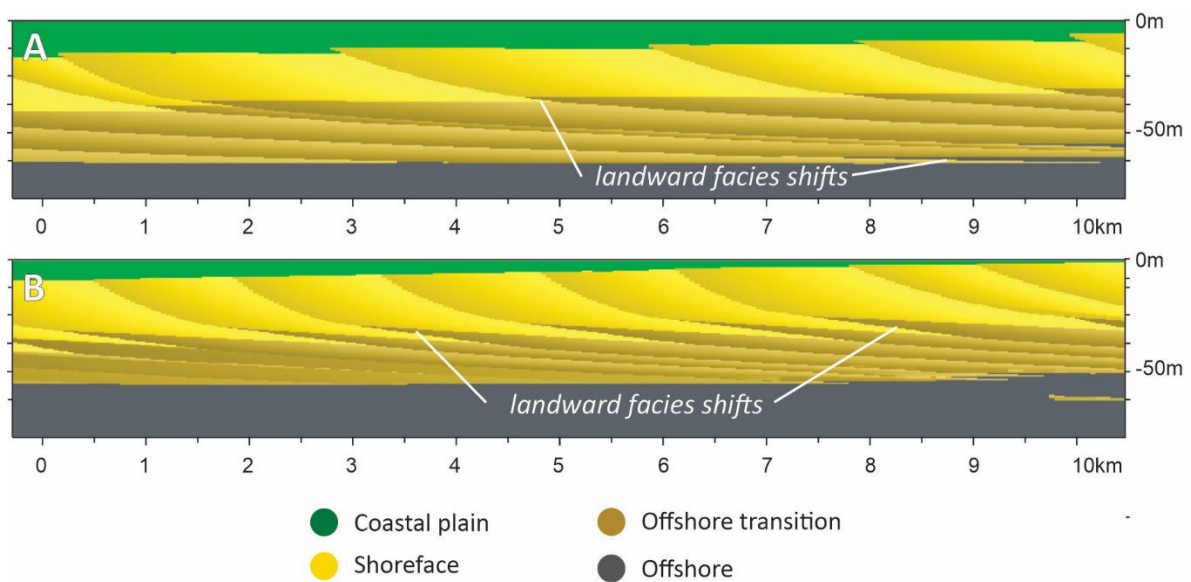 A
0m
-50m
landward facies shifts
0 1 2 3 4 5 6 7 8 9 10km
B
0m
-50m
landward facies shifts
0 1 2 3 4 5 6 7 8 9 10km
Coastal plain Offshore transition
Shoreface Offshore